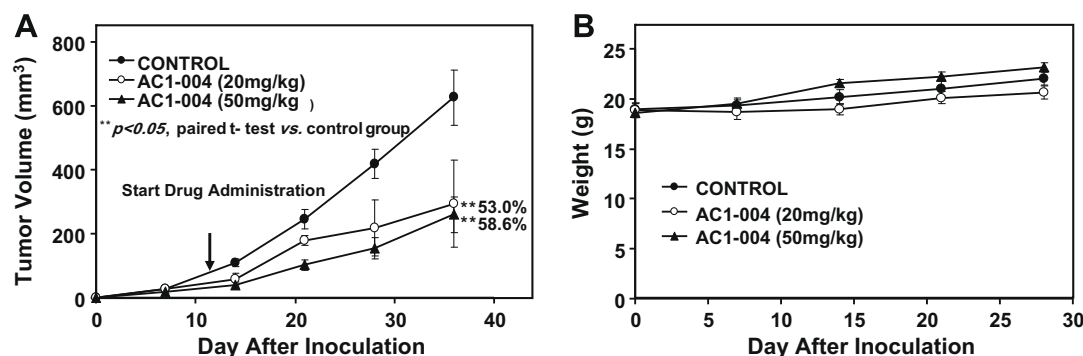 A
Tumor Volume (mm³)
800
600
400
200
0
CONTROL
AC1-004 (20mg/kg)
AC1-004 (50mg/kg )
**p<0.05, paired t- test vs. control group
Start Drug Administration
**53.0%
**58.6%
0
10
20
30
40
Day After Inoculation
B
Weight (g)
25
20
15
10
5
0
CONTROL
AC1-004 (20mg/kg)
AC1-004 (50mg/kg)
0
5
10
15
20
25
30
Day After Inoculation